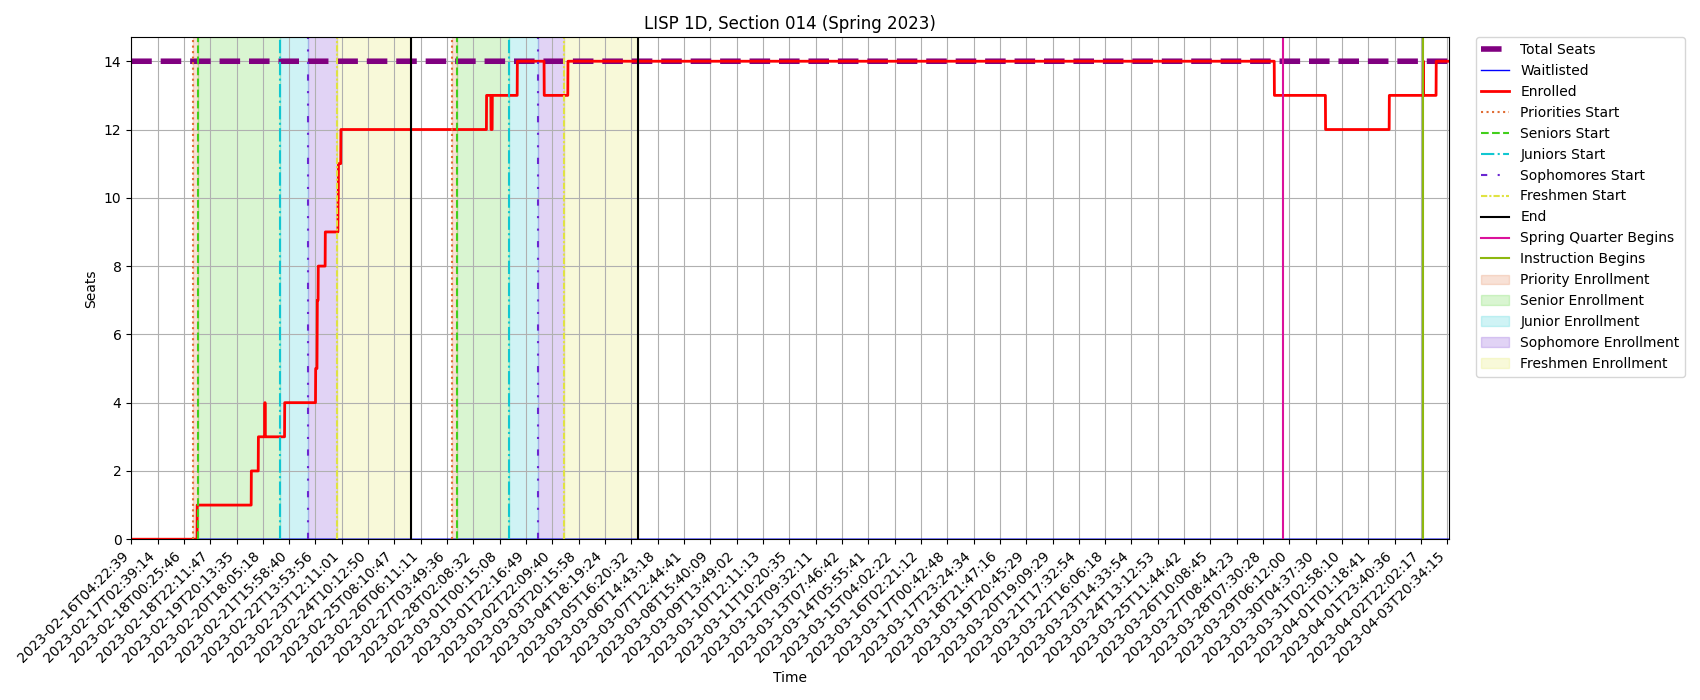 LISP 1D, Section 014 (Spring 2023)
Seats
14
12
10
8
6
4
2
0
2023-02-16T04:22:39
2023-02-17T02:39:14
2023-02-18T00:25:46
2023-02-18T22:11:47
2023-02-19T20:13:35
2023-02-20T18:05:18
2023-02-21T15:58:40
2023-02-22T13:53:56
2023-02-23T12:11:01
2023-02-24T10:12:50
2023-02-25T08:10:47
2023-02-26T06:11:11
2023-02-27T03:49:36
2023-02-28T02:08:32
2023-03-01T00:15:08
2023-03-01T22:16:49
2023-03-02T22:09:40
2023-03-03T20:15:58
2023-03-04T18:19:24
2023-03-05T16:20:32
2023-03-06T14:43:18
2023-03-07T12:44:41
2023-03-08T15:40:09
2023-03-09T13:49:02
2023-03-10T12:11:13
2023-03-11T10:20:35
2023-03-12T09:32:11
2023-03-13T07:46:42
2023-03-14T05:55:41
2023-03-15T04:02:22
2023-03-16T02:21:12
2023-03-17T00:42:48
2023-03-17T23:24:34
2023-03-18T21:47:16
2023-03-19T20:45:29
2023-03-20T19:09:29
2023-03-21T17:32:54
2023-03-22T16:06:18
2023-03-23T14:33:54
2023-03-24T13:12:53
2023-03-25T11:44:42
2023-03-26T10:08:45
2023-03-27T08:44:23
2023-03-28T07:30:28
2023-03-29T06:12:00
2023-03-30T04:37:30
2023-03-31T02:58:10
2023-04-01T01:18:41
2023-04-01T23:40:36
2023-04-02T22:02:17
2023-04-03T20:34:15
Time
Total Seats
Waitlisted
Enrolled
Priorities Start
Seniors Start
Juniors Start
Sophomores Start
Freshmen Start
End
Spring Quarter Begins
Instruction Begins
Priority Enrollment
Senior Enrollment
Junior Enrollment
Sophomore Enrollment
Freshmen Enrollment